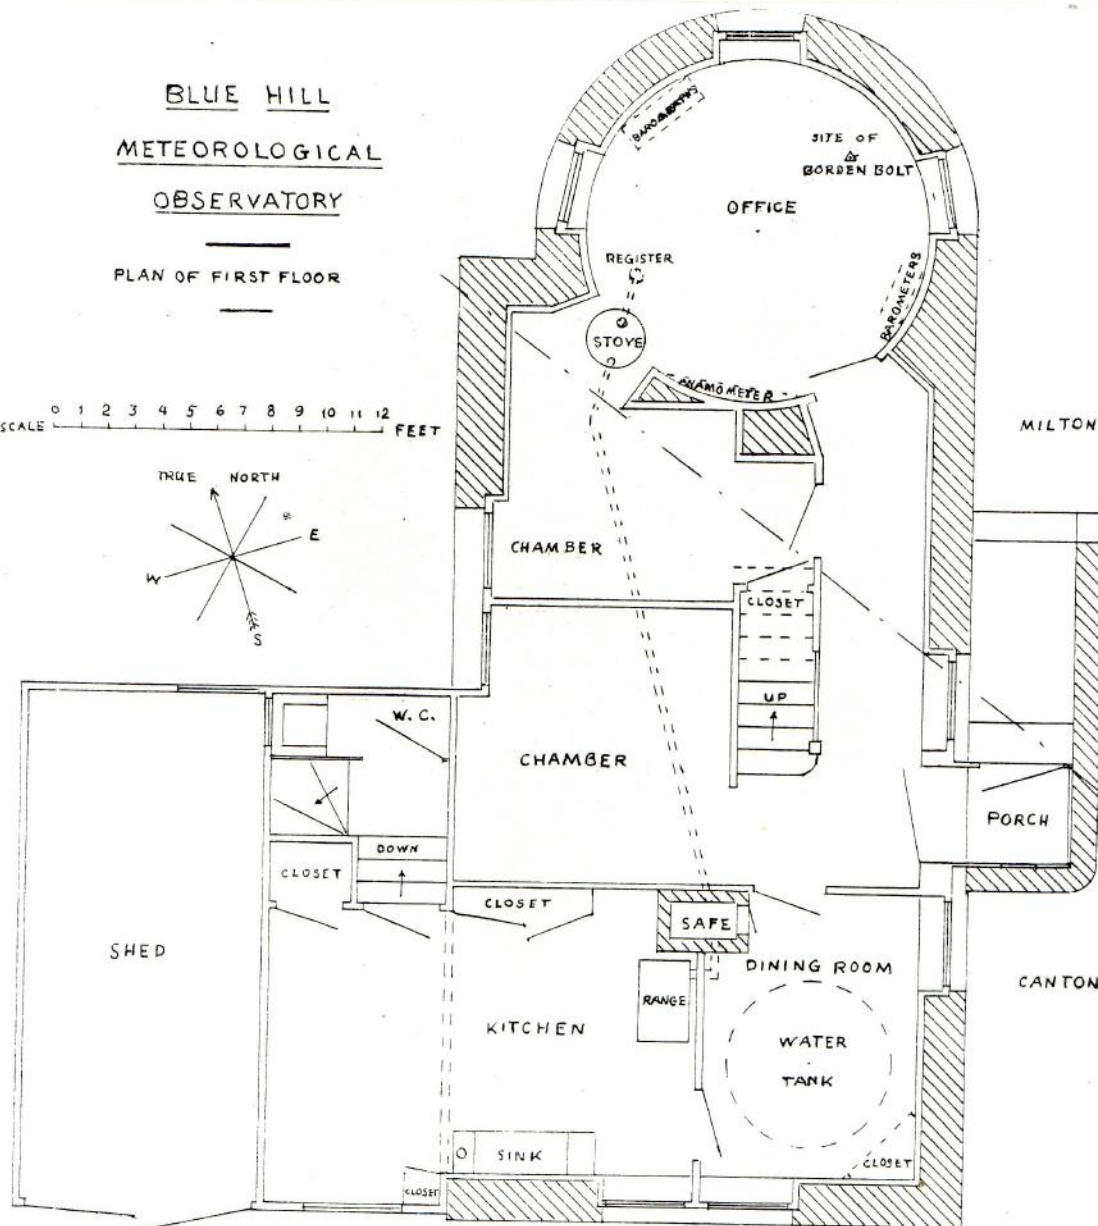 BLUE HILL
METEOROLOGICAL
OBSERVATORY
PLAN OF FIRST FLOOR
SITE OF
BORDEN BOLT
OFFICE
REGISTER
BAROMETERS
STOVE
ANAMOMETER
0 1 2 3 4 5 6 7 8 9 10 11 12
SCALE FEET
MILTON
TRUE NORTH
E
W
S
CHAMBER
CLOSET
UP
W.C.
CHAMBER
PORCH
DOWN
CLOSET
CLOSET
SAFE
SHED
DINING ROOM
CANTON
RANGE
KITCHEN
WATER
TANK
SINK
CLOSET
CLOSET